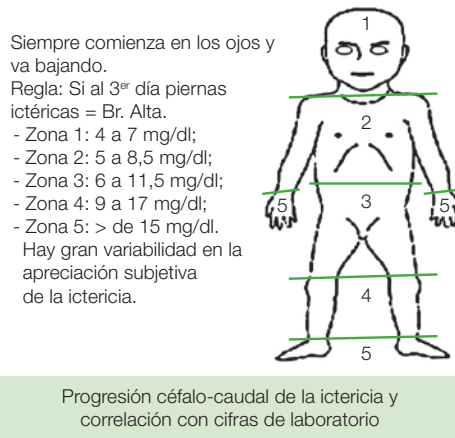 Siempre comienza en los ojos y
va bajando.
Regla: Si al 3er día piernas
ictéricas = Br. Alta.
- Zona 1: 4 a 7 mg/dl;
- Zona 2: 5 a 8,5 mg/dl;
- Zona 3: 6 a 11,5 mg/dl;
- Zona 4: 9 a 17 mg/dl;
- Zona 5: > de 15 mg/dl.
Hay gran variabilidad en la
apreciación subjetiva
de la ictericia.
1
2
3
5 5
4
5
Progresión céfalo-caudal de la ictericia y
correlación con cifras de laboratorio